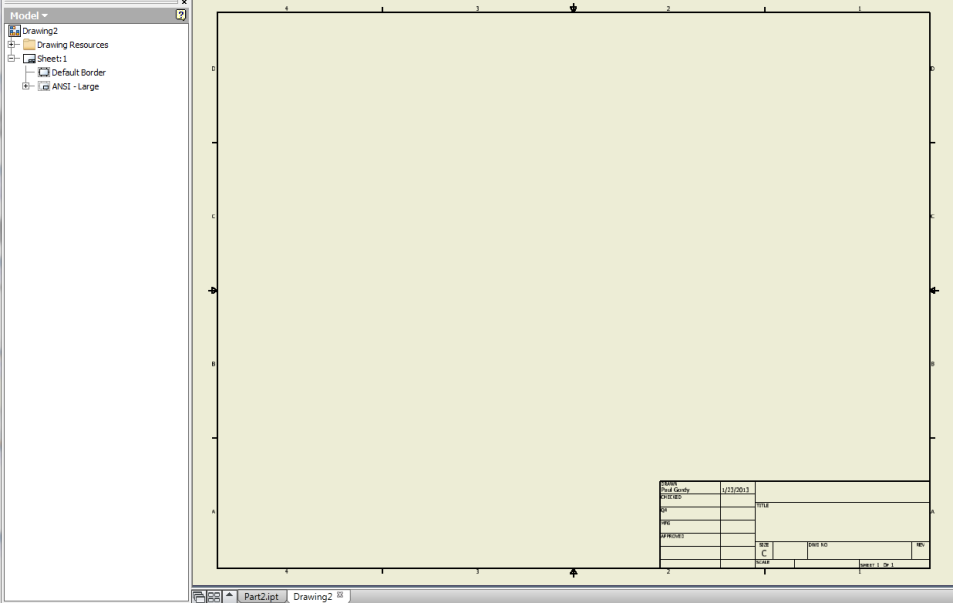 Model
Drawing2
Drawing Resources
Sheet:1
Default Border
ANSI - Large
4 3 2 1
D D
C C
B B
A A
DRAWN
Paul Gordy 1/23/2013
CHECKED
QA
MFG
APPROVED
TITLE
SIZE
C
DWG NO
REV
SCALE
SHEET 1 OF 1
4 3 2 1
Part2.ipt Drawing2